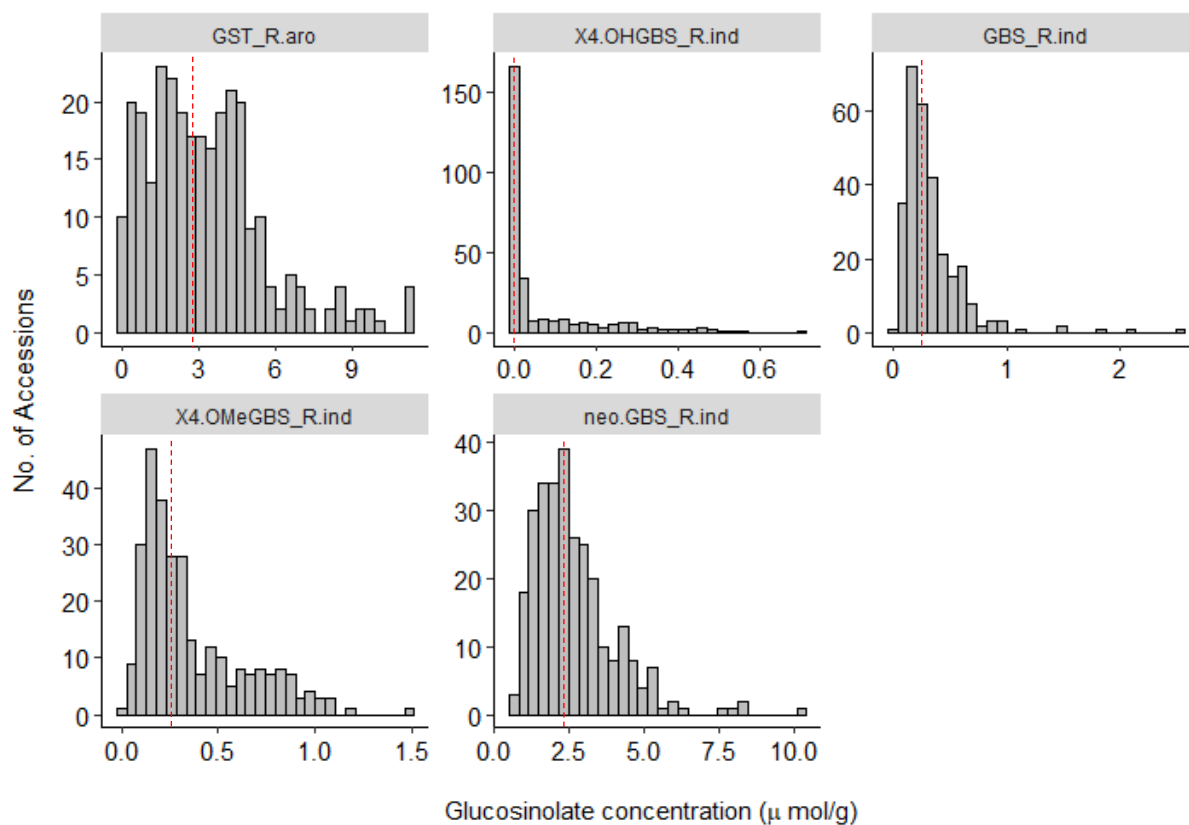 GST_R.aro
X4.OHGBS_R.ind
GBS_R.ind
20
15
10
5
0
0 3 6 9
150
100
50
0
0.0 0.2 0.4 0.6
60
40
20
0
0 1 2
No. of Accessions
X4.OMeGBS_R.ind
neo.GBS_R.ind
40
30
20
10
0
0.0 0.5 1.0 1.5
40
30
20
10
0
0.0 2.5 5.0 7.5 10.0
Glucosinolate concentration (μ mol/g)